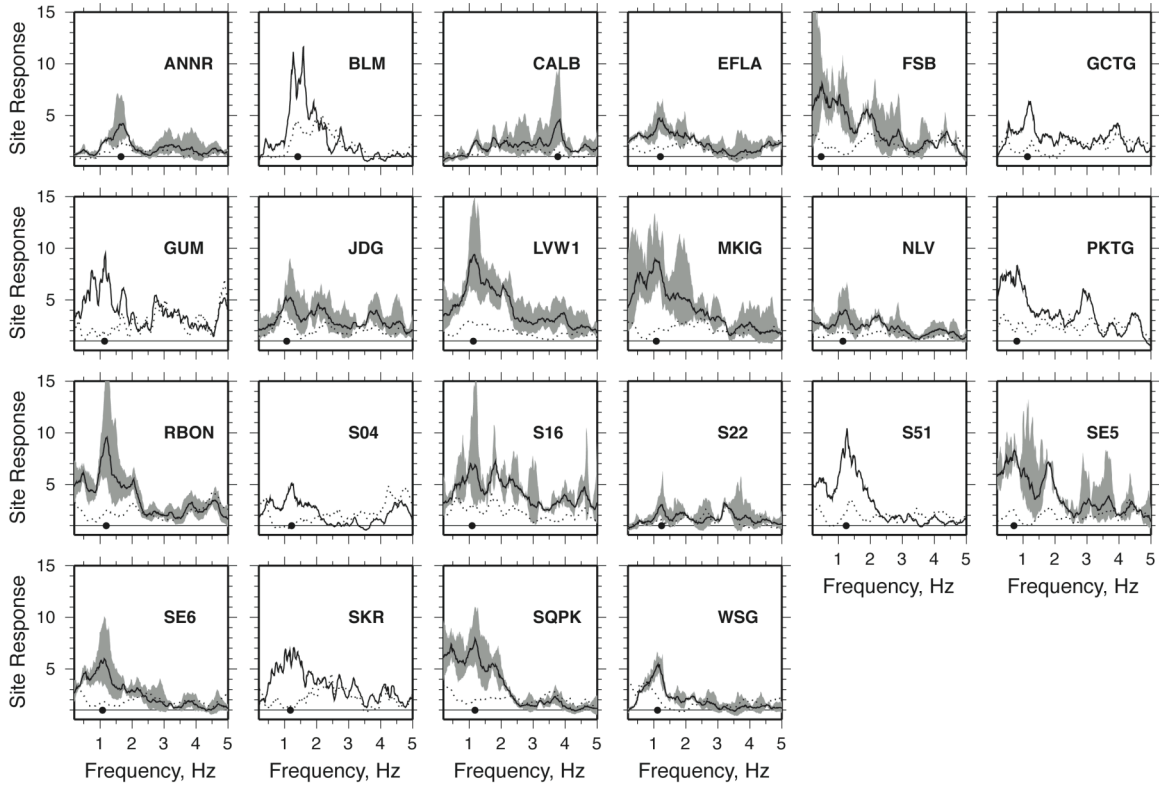 15
10
5
Site Response
ANNR
BLM
CALB
EFLA
FSB
GCTG
15
10
5
Site Response
GUM
JDG
LVW1
MKIG
NLV
PKTG
15
10
5
Site Response
RBON
S04
S16
S22
S51
SE5
1 2 3 4 5
1 2 3 4 5
Frequency, Hz
Frequency, Hz
15
10
5
Site Response
SE6
SKR
SQPK
WSG
1 2 3 4 5
1 2 3 4 5
1 2 3 4 5
1 2 3 4 5
Frequency, Hz
Frequency, Hz
Frequency, Hz
Frequency, Hz